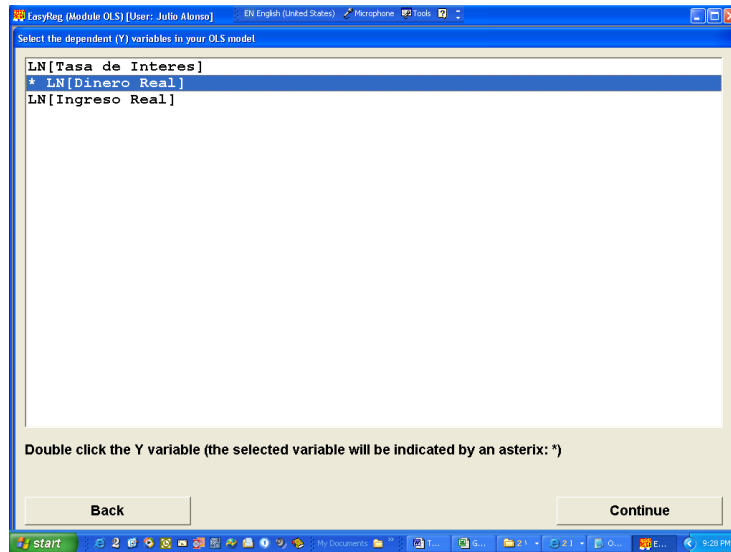 EasyReg (Module OLS) [User: Julio Alonso]
EN English (United States) Microphone Tools
Select the dependent (Y) variables in your OLS model
LN[Tasa de Interes]
* LN[Dinero Real]
LN[Ingreso Real]
Double click the Y variable (the selected variable will be indicated by an asterix: *)
Back
Continue
start My Documents » T... G... 2 2 O... E... 9:28 PM